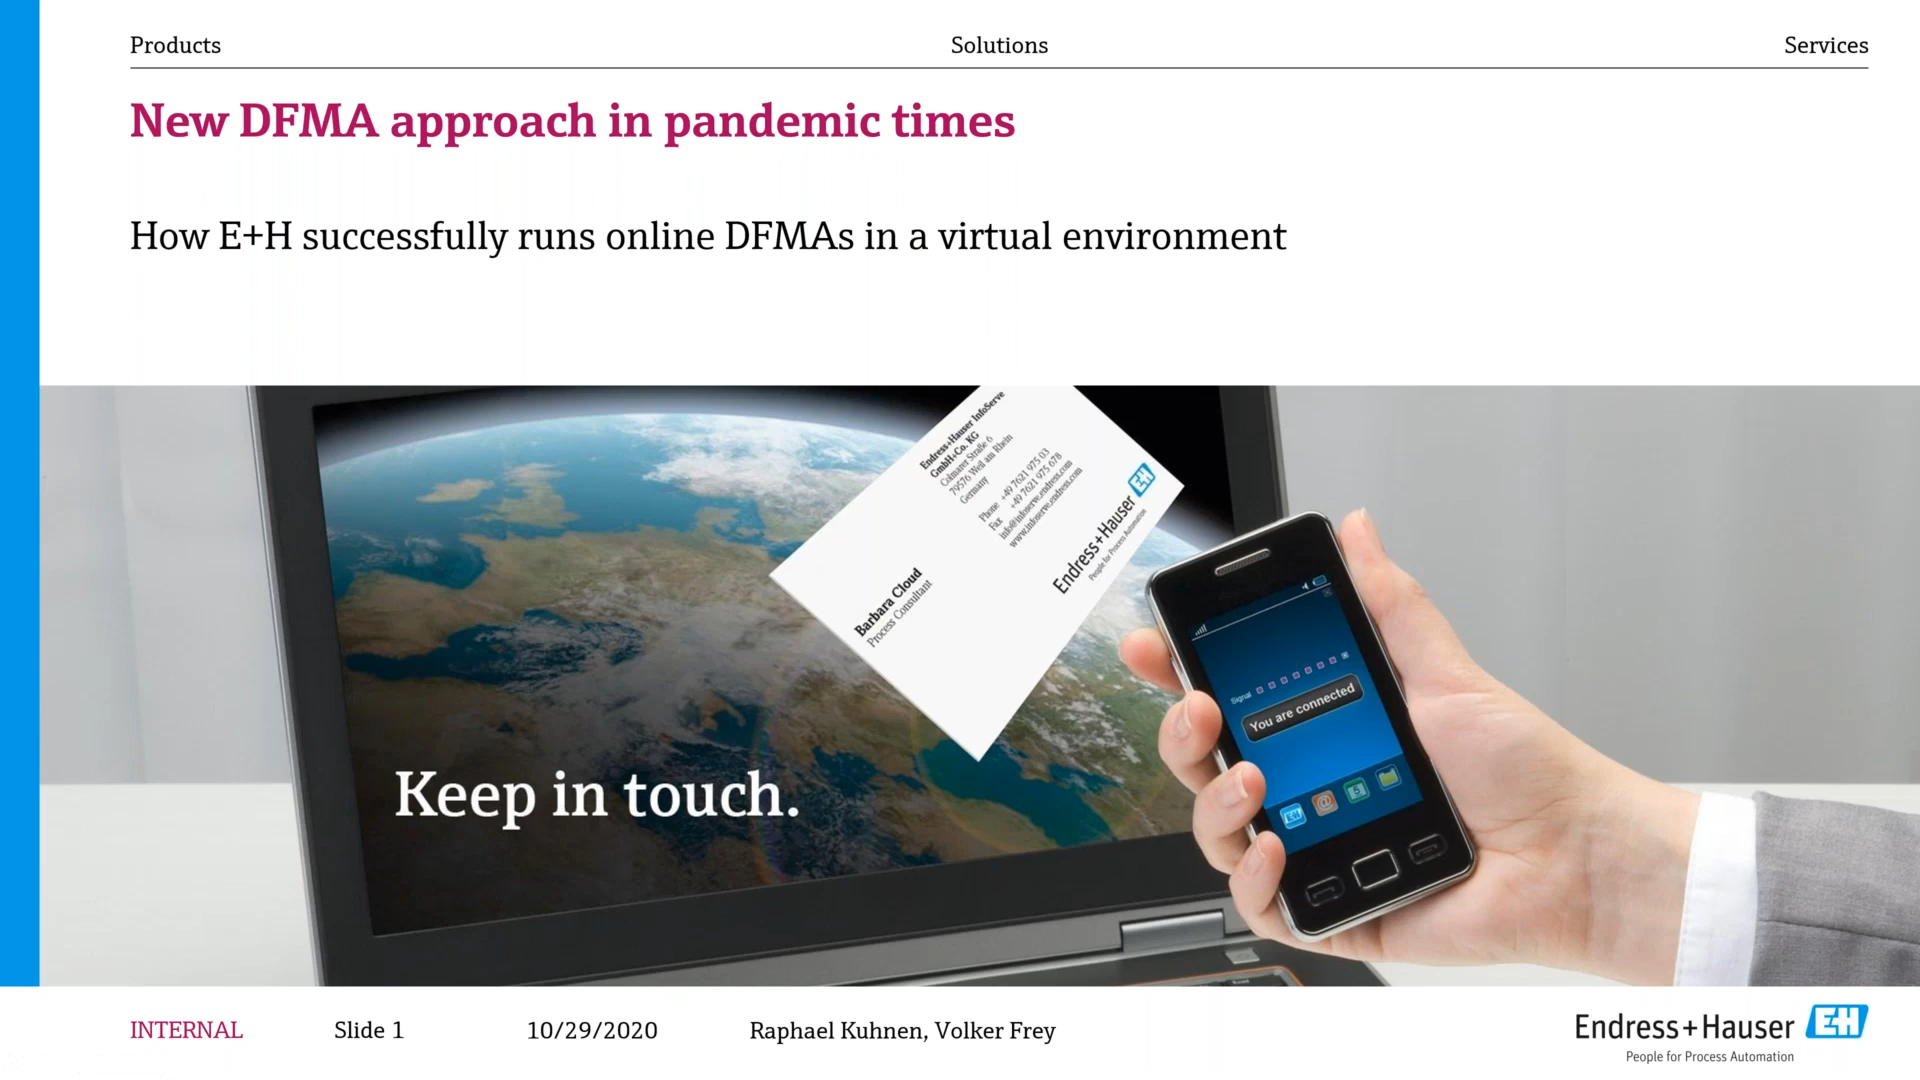 Products
Solutions
Services
New DFMA approach in pandemic times
How E+H successfully runs online DFMAs in a virtual environment
Endress+Hauser InfoServe
GmbH+Co. KG
Colmarer Straße 6
79576 Weil am Rhein
Germany
Phone +49 7621 975 03
Fax +49 7621 975 678
info@infoserve.endress.com
www.infoserve.endress.com
Endress+Hauser EH
People for Process Automation
Barbara Cloud
Process Consultant
Signal
You are connected
EH
@
Keep in touch.
INTERNAL
Slide 1
10/29/2020
Raphael Kuhnen, Volker Frey
Endress+Hauser EH
People for Process Automation